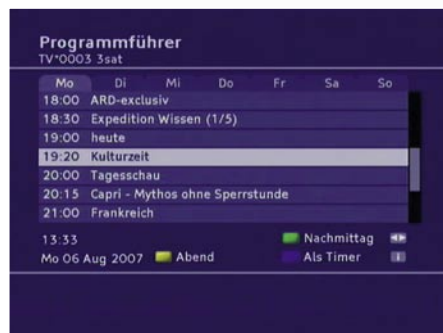 Programmführer
TV*0003 3sat
Mo Di Mi Do Fr Sa So
18:00 ARD-exclusiv
18:30 Expedition Wissen (1/5)
19:00 heute
19:20 Kulturzeit
20:00 Tagesschau
20:15 Capri - Mythos ohne Sperrstunde
21:00 Frankreich
13:33 Nachmittag
Mo 06 Aug 2007 Abend Als Timer i